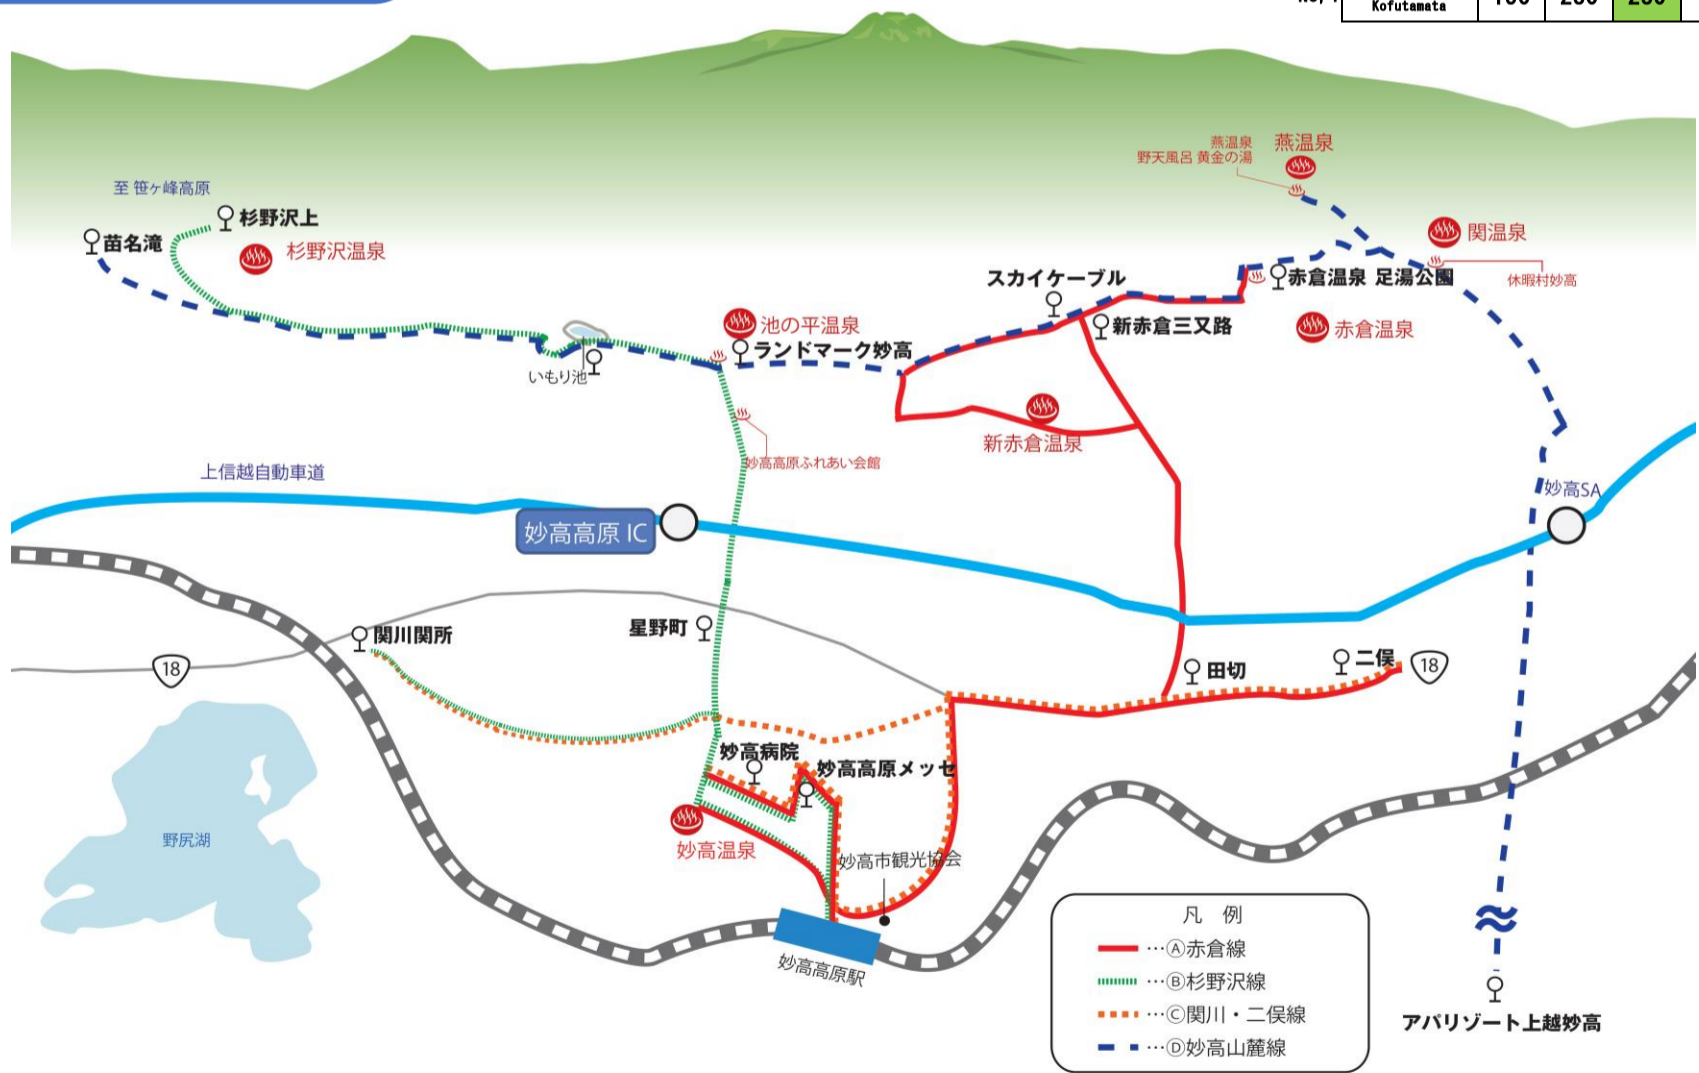 Kofutamata
燕温泉
野天風呂 黄金の湯
燕温泉
至 笹ヶ峰高原
杉野沢上
苗名滝
杉野沢温泉
関温泉
休暇村妙高
スカイケーブル
赤倉温泉 足湯公園
新赤倉三又路
赤倉温泉
池の平温泉
ランドマーク妙高
いもり池
新赤倉温泉
妙高高原ふれあい会館
上信越自動車道
妙高SA
妙高高原 IC
関川関所
星野町
18
田切
二俣
18
妙高病院
妙高高原メッセ
野尻湖
妙高温泉
妙高市観光協会
妙高高原駅
凡 例
…Ⓐ赤倉線
…Ⓑ杉野沢線
…Ⓒ関川・二俣線
…Ⓓ妙高山麓線
アパリゾート上越妙高